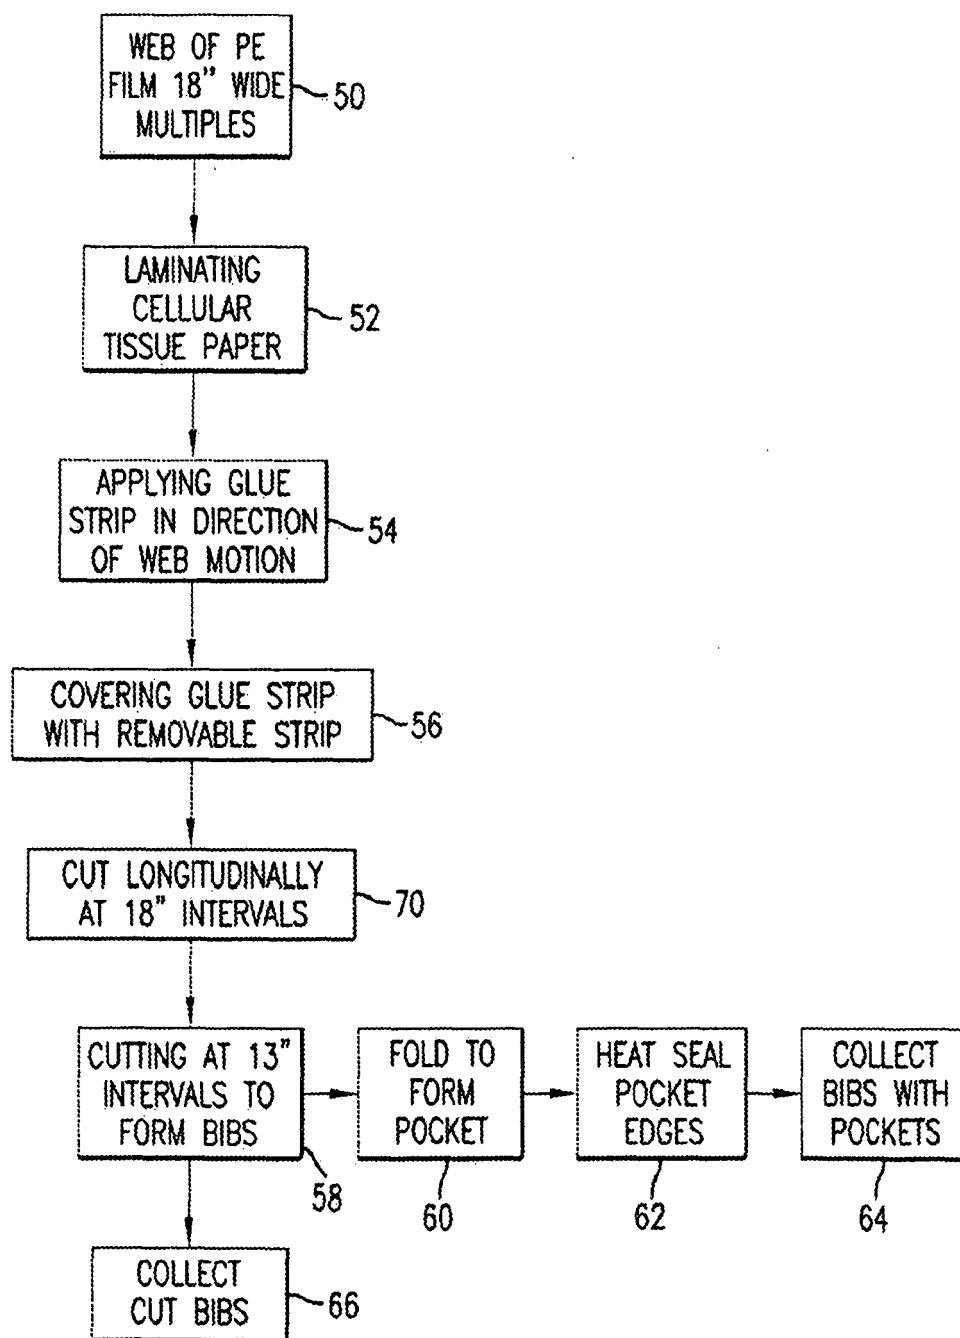 WEB OF PE
FILM 18" WIDE
MULTIPLES
50
LAMINATING
CELLULAR
TISSUE PAPER
52
APPLYING GLUE
STRIP IN DIRECTION
OF WEB MOTION
54
COVERING GLUE STRIP
WITH REMOVABLE STRIP
56
CUT LONGITUDINALLY
AT 18" INTERVALS
70
CUTTING AT 13"
INTERVALS TO
FORM BIBS
58
FOLD TO
FORM
POCKET
60
HEAT SEAL
POCKET
EDGES
62
COLLECT
BIBS WITH
POCKETS
64
COLLECT
CUT BIBS
66